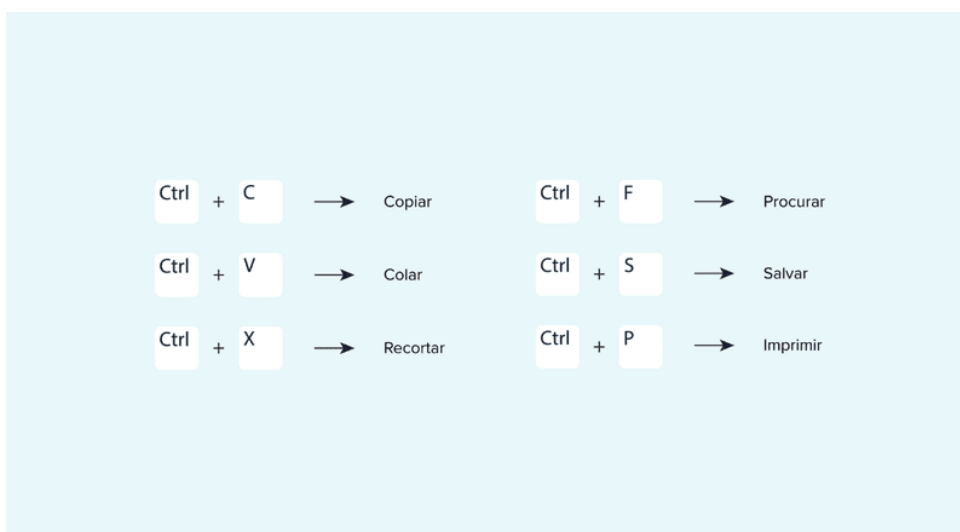 Ctrl + C → Copiar
Ctrl + V → Colar
Ctrl + X → Recortar
Ctrl + F → Procurar
Ctrl + S → Salvar
Ctrl + P → Imprimir